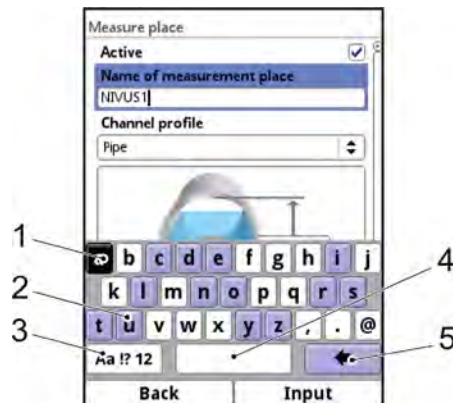 Measure place
Active
Name of measurement place
NIVUS1
Channel profile
Pipe
1
a b c d e f g h i j
4
k l m n o p q r s
2
t u v w x y z , . @
3
Aa !? 12
5
Back Input